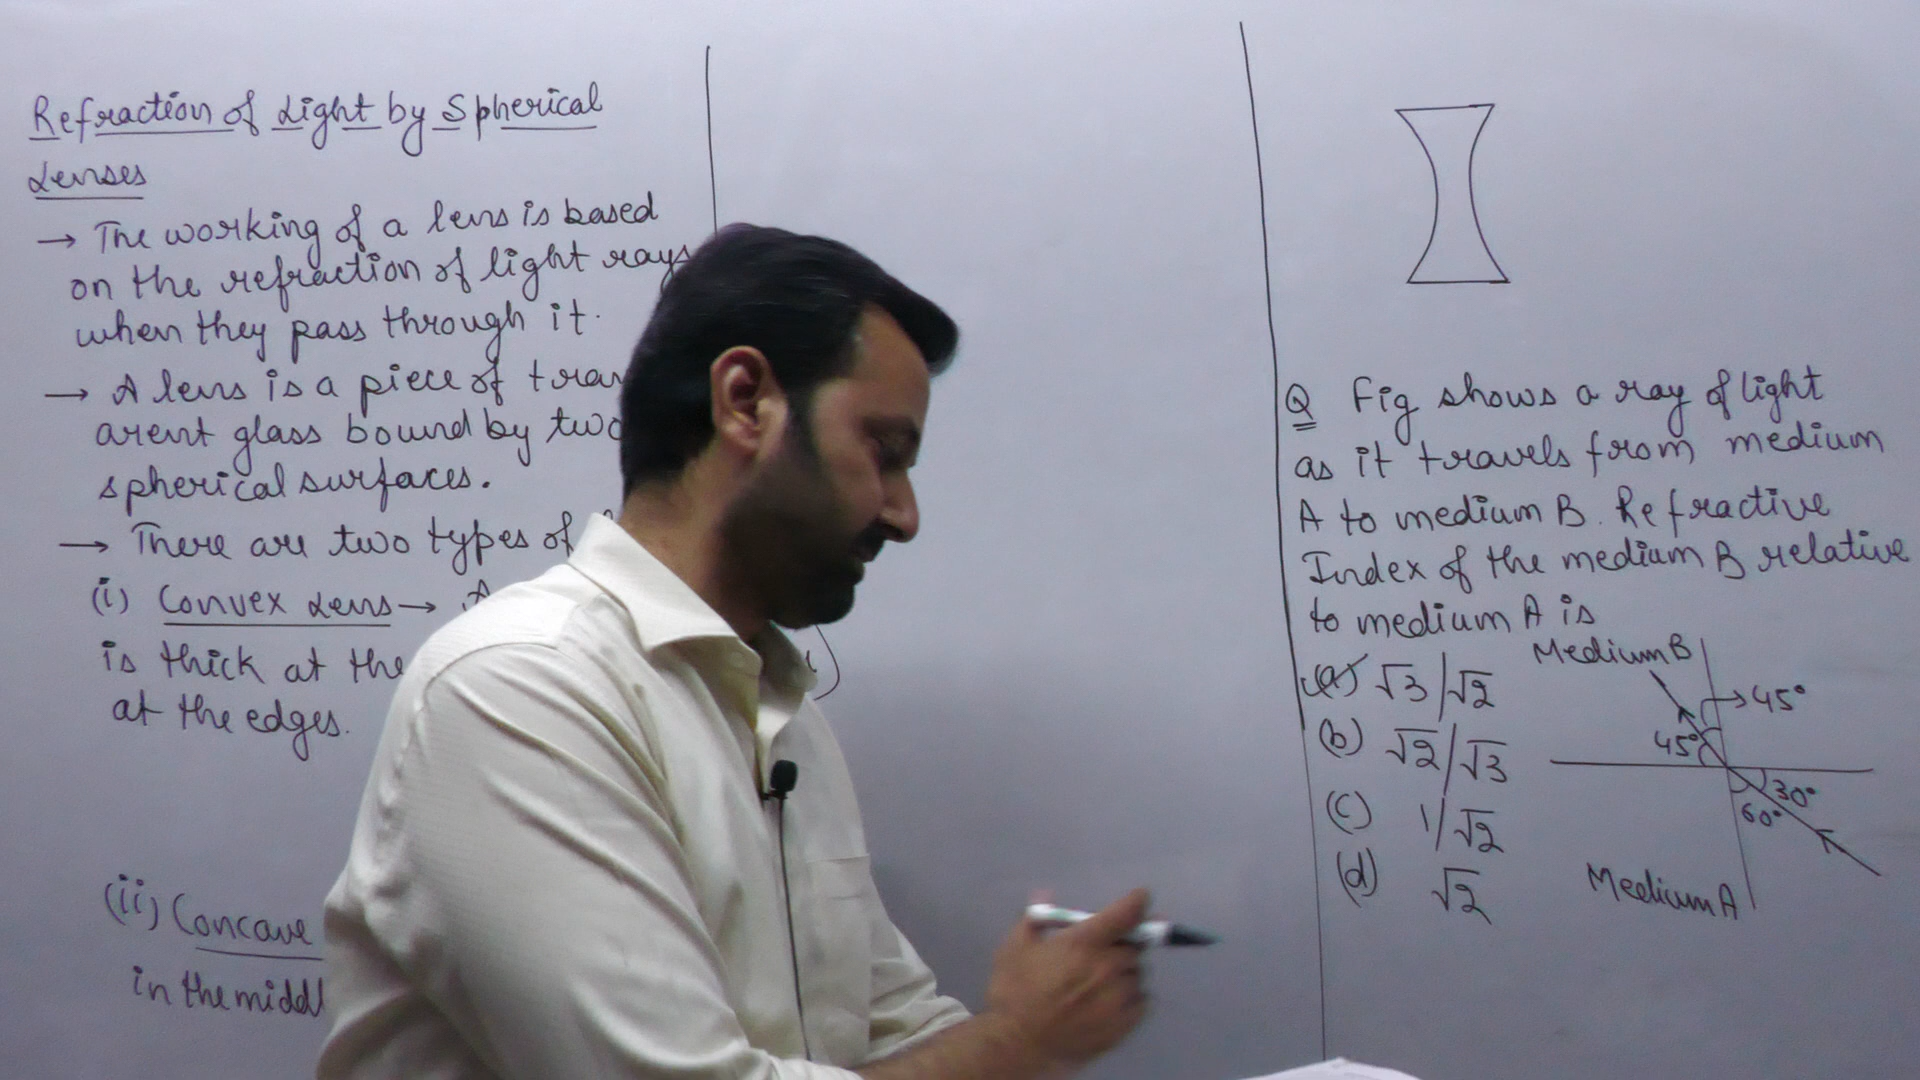 Refraction of Light by Spherical
Lenses
→ The working of a lens is based
on the refraction of light rays
when they pass through it.
→ A lens is a piece of
arent glass bound by two
spherical surfaces.
→ There are two types of
(i) Convex Lens → A
is thick at the
at the edges.
(ii) Concave
in the
Q Fig shows a ray of light
as it travels from medium
A to medium B. Refractive
Index of the medium B relative
to medium A is
(a) √3/√2
(b) √2/√3
(c) 1/√2
(d) √2
Medium B
45°
45°
30°
60°
Medium A